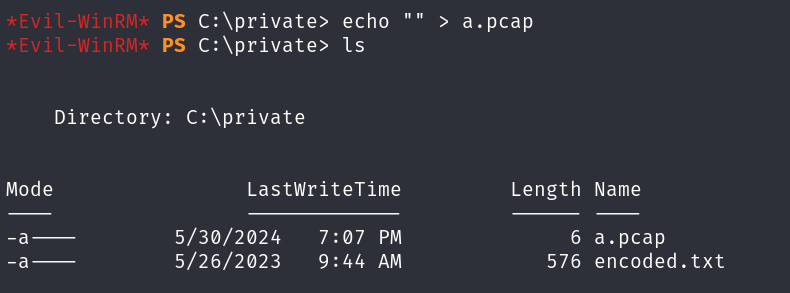 *Evil-WinRM* PS C:\private> echo "" > a.pcap
*Evil-WinRM* PS C:\private> ls
Directory: C:\private
Mode LastWriteTime Length Name
---- ------------- ------ ----
-a---- 5/30/2024 7:07 PM 6 a.pcap
-a---- 5/26/2023 9:44 AM 576 encoded.txt